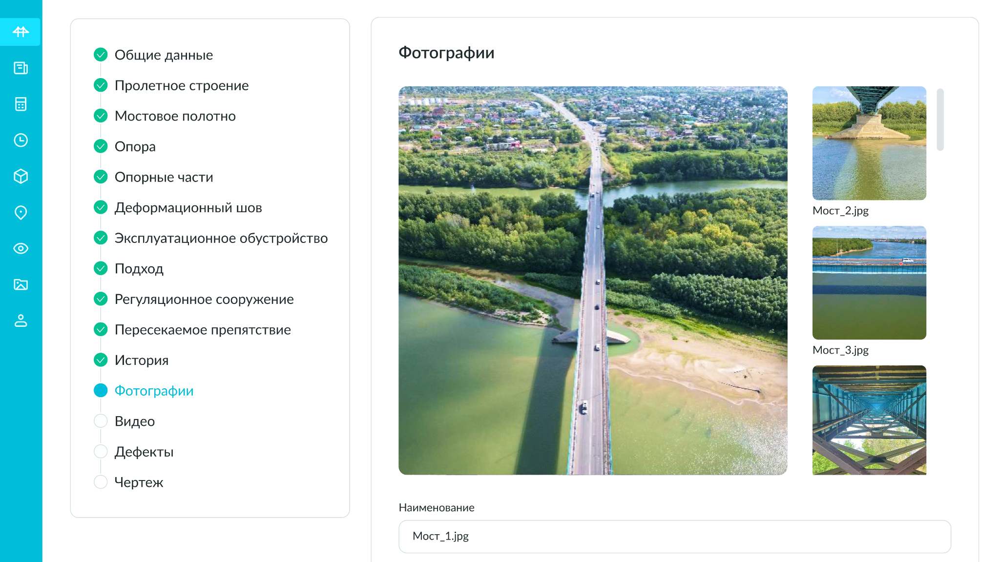 Общие данные
Пролетное строение
Мостовое полотно
Опора
Опорные части
Деформационный шов
Эксплуатационное обустройство
Подход
Регуляционное сооружение
Пересекаемое препятствие
История
Фотографии
Видео
Дефекты
Чертеж
Фотографии
Мост_2.jpg
Мост_3.jpg
Наименование
Мост_1.jpg